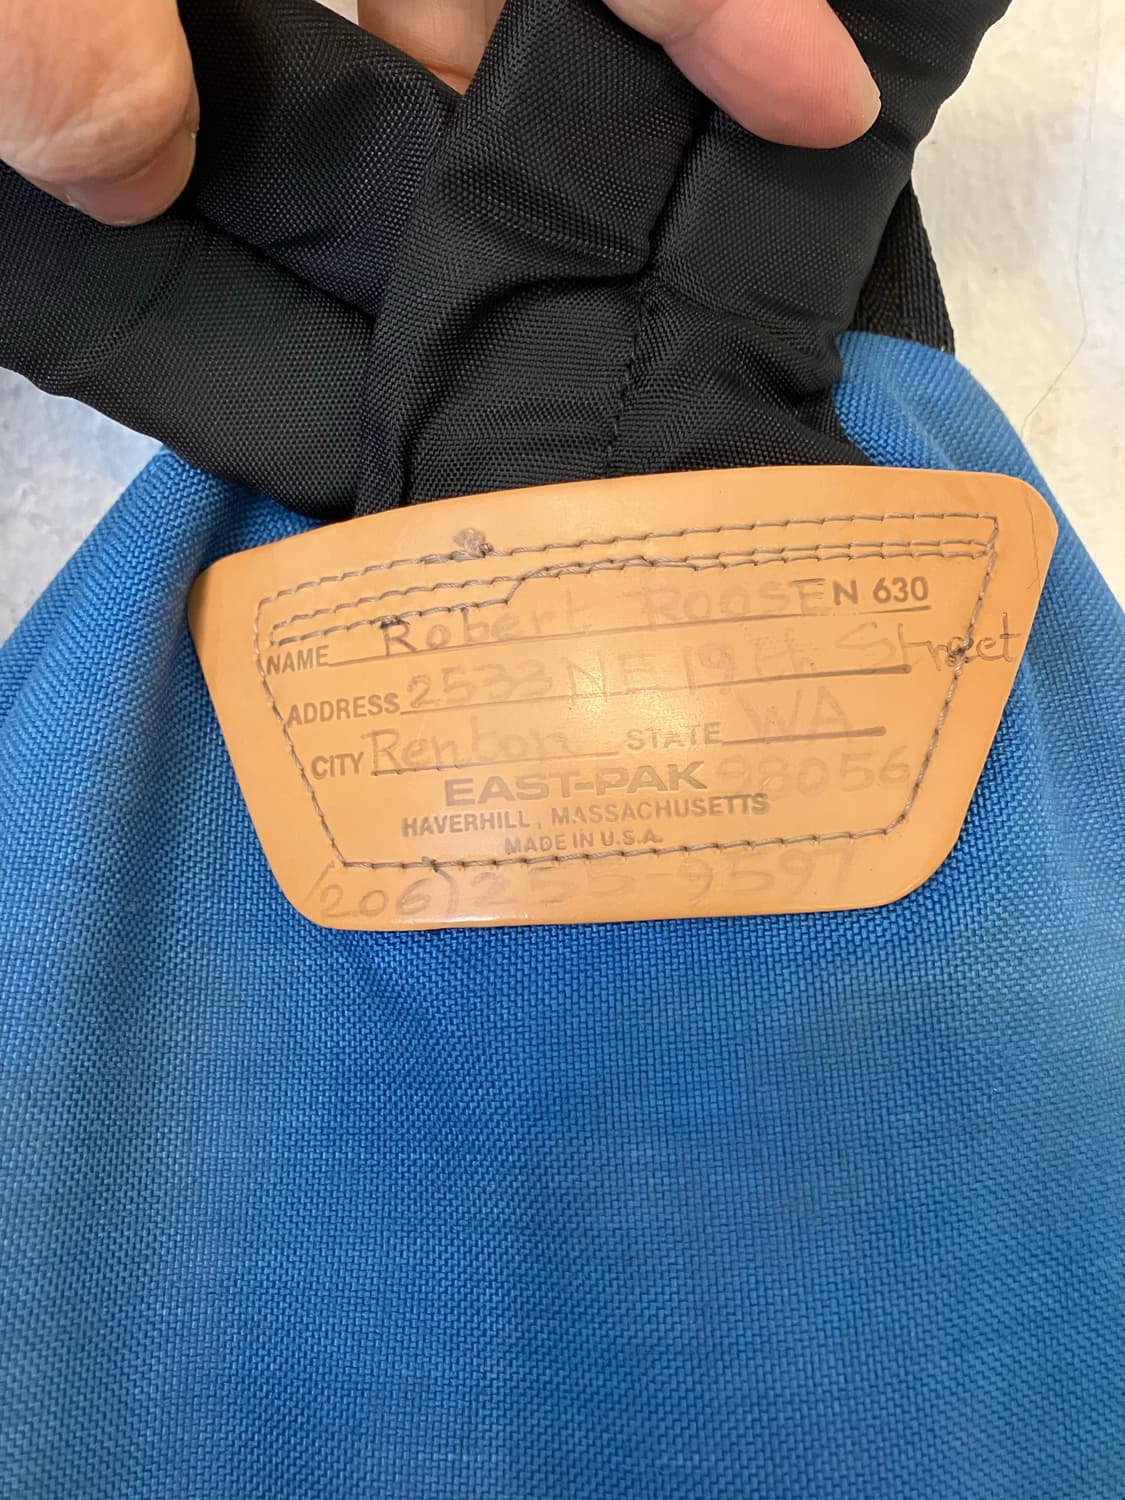 NAME Robert ROOSEN N 630
ADDRESS 2533 NE 19th Street
CITY Renton STATE WA
EAST-PAK 98056
HAVERHILL, MASSACHUSETTS
MADE IN U.S.A.
(206) 255-9597